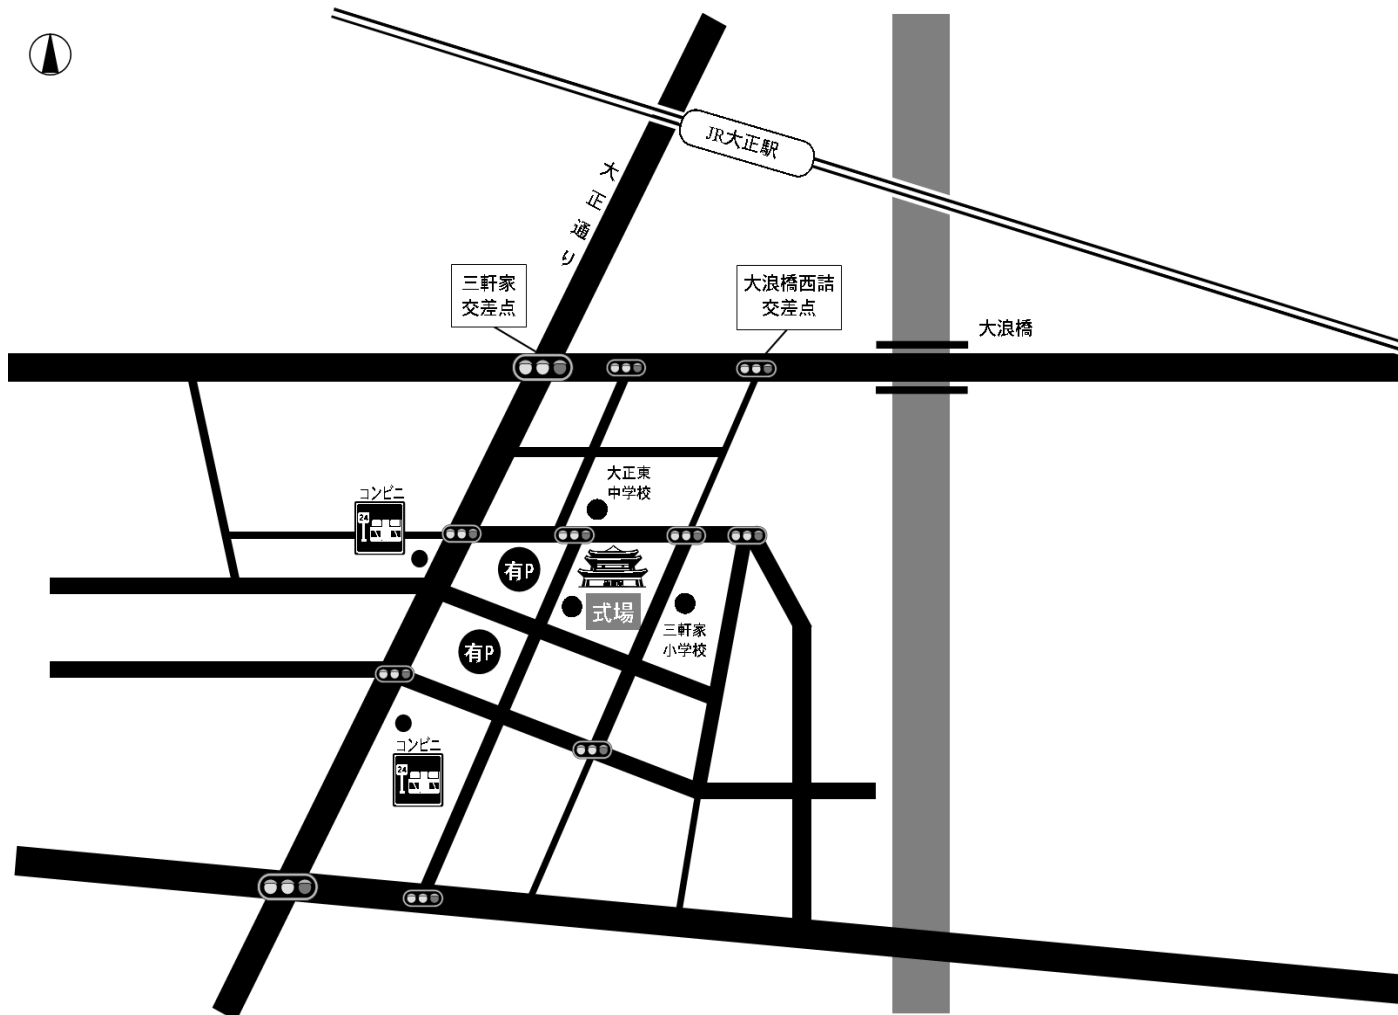 JR大正駅
大正通り
三軒家
交差点
大浪橋西詰
交差点
大浪橋
大正東
中学校
コンビニ
24
有P
式場
三軒家
小学校
有P
コンビニ
24